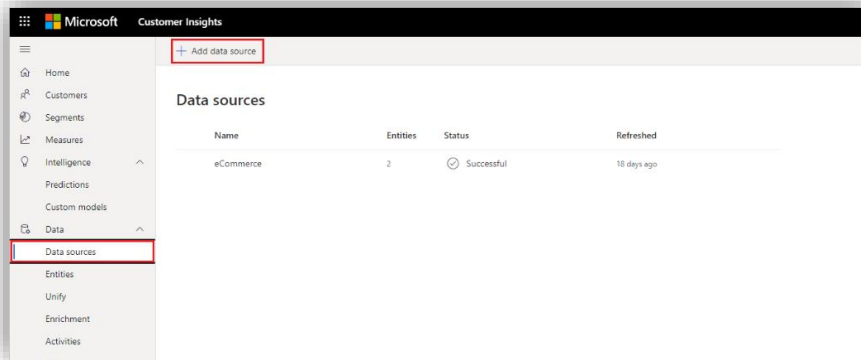 Microsoft Customer Insights
+ Add data source
Home
Customers
Segments
Measures
Intelligence
Predictions
Custom models
Data
Data sources
Entities
Unify
Enrichment
Activities
Data sources
Name Entities Status Refreshed
eCommerce 2 Successful 18 days ago